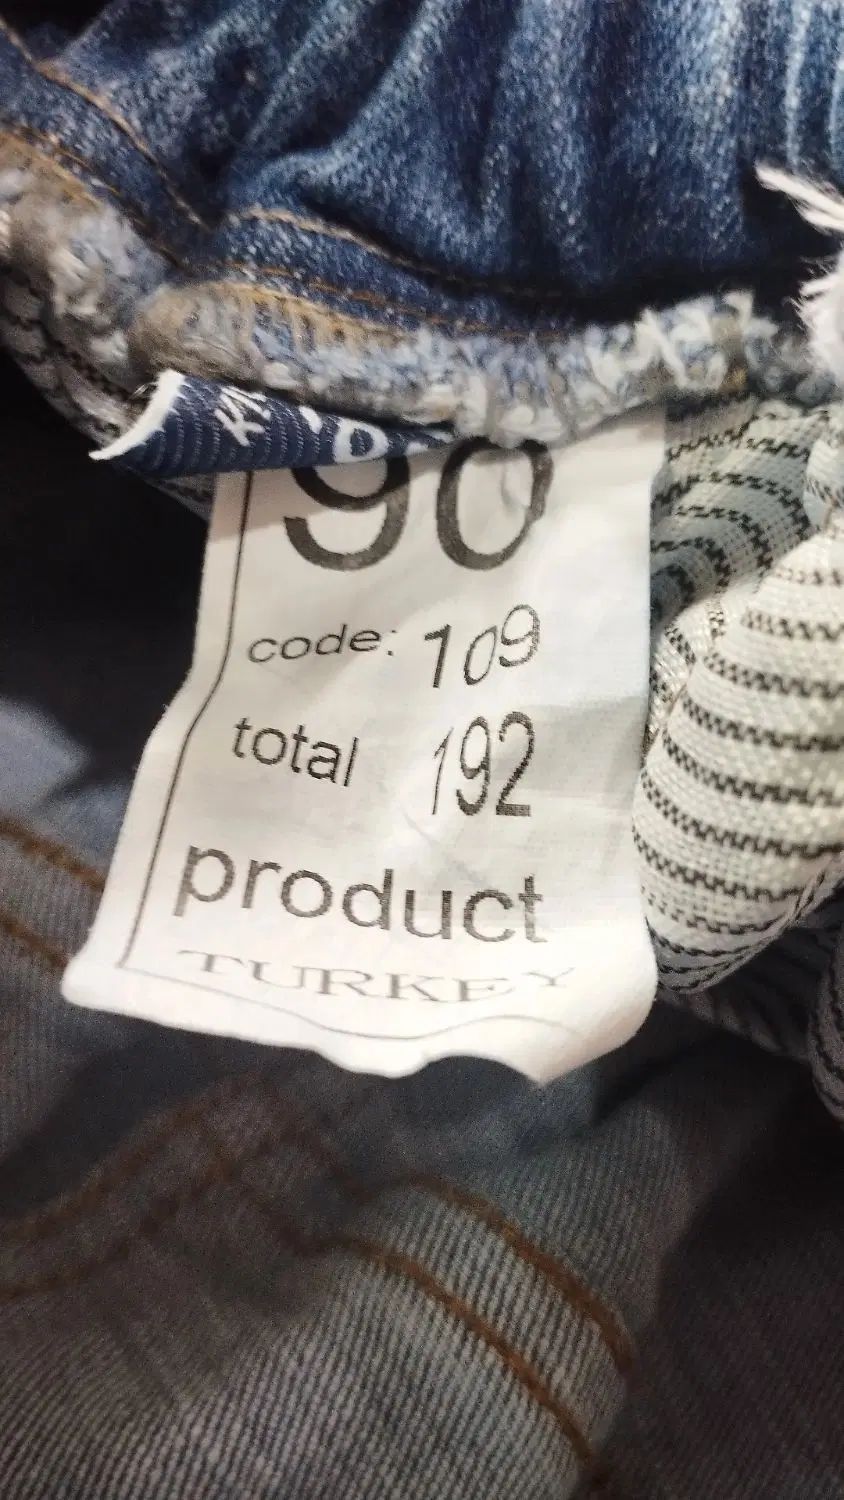 90
code: 109
total 192
product
TURKEY